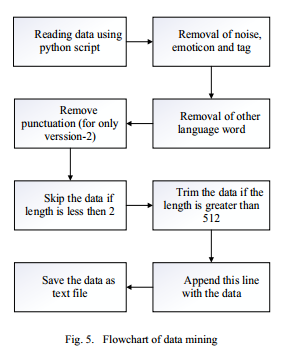 Reading data using
python script
Removal of noise,
emoticon and tag
Removal of other
language word
Remove
punctuation (for only
verssion-2)
Skip the data if
length is less then 2
Trim the data if the
length is greater than
512
Append this line
with the data
Save the data as
text file
Fig. 5. Flowchart of data mining